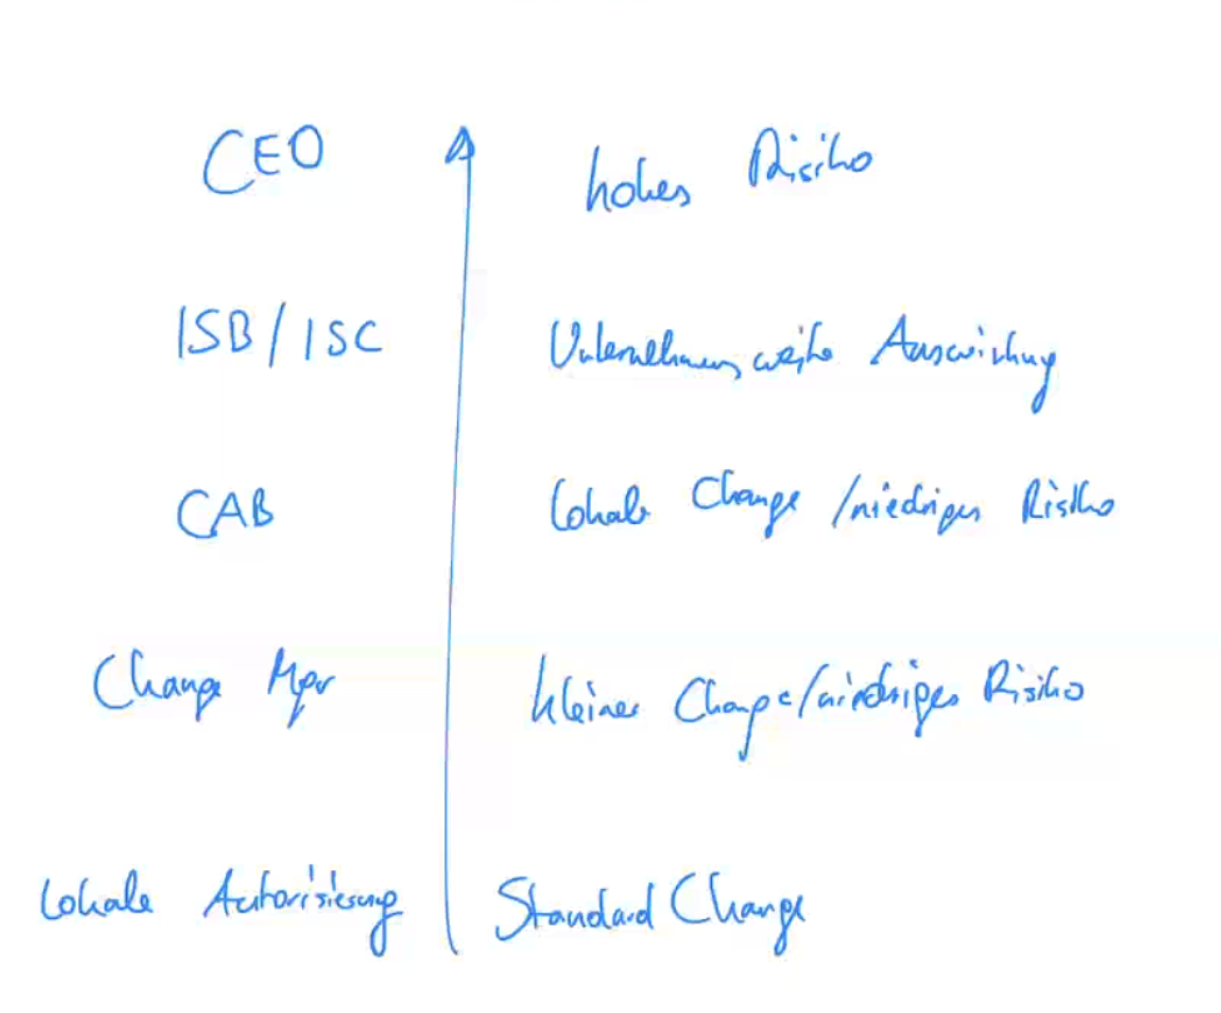 CEO hohes Risiko
ISB/ISC Unternehmensweite Auswirkung
CAB lokale Change /niedriges Risiko
Change Mgr kleiner Change/niedriges Risiko
lokale Autorisierung Standard Change